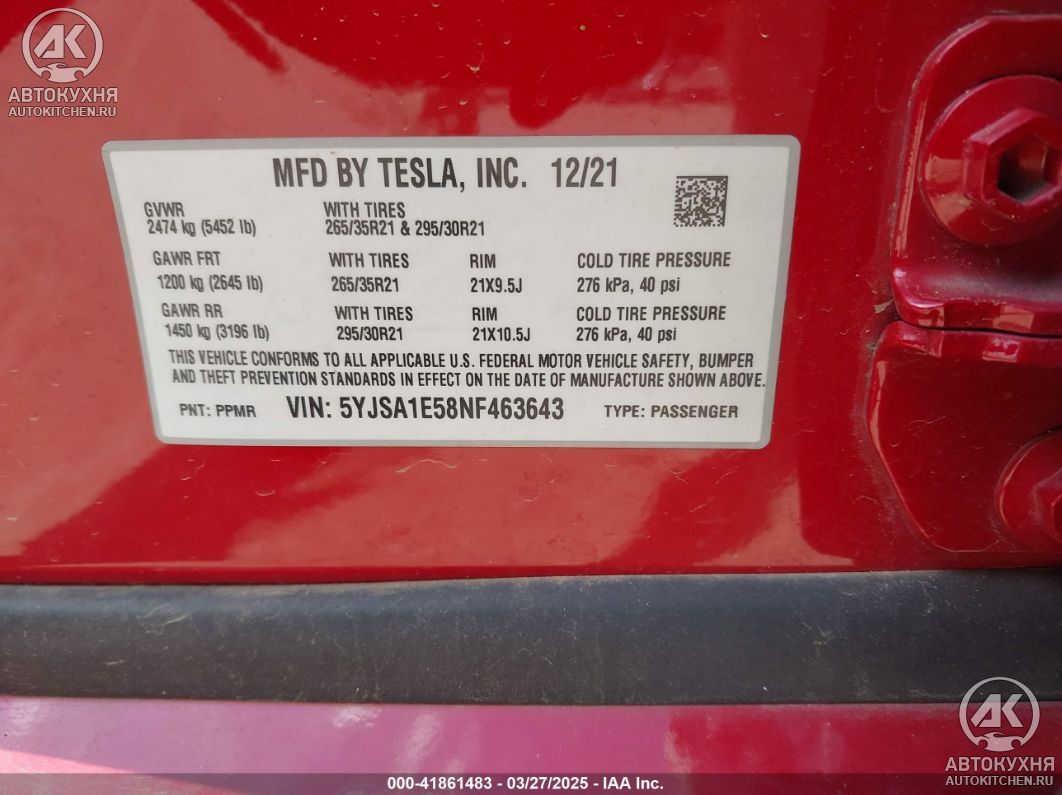 AK
АВТОКУХНЯ
AUTOKITCHEN.RU
MFD BY TESLA, INC. 12/21
GVWR WITH TIRES
2474 kg (5452 lb) 265/35R21 & 295/30R21
GAWR FRT WITH TIRES RIM COLD TIRE PRESSURE
1200 kg (2645 lb) 265/35R21 21X9.5J 276 kPa, 40 psi
GAWR RR WITH TIRES RIM COLD TIRE PRESSURE
1450 kg (3196 lb) 295/30R21 21X10.5J 276 kPa, 40 psi
THIS VEHICLE CONFORMS TO ALL APPLICABLE U.S. FEDERAL MOTOR VEHICLE SAFETY, BUMPER
AND THEFT PREVENTION STANDARDS IN EFFECT ON THE DATE OF MANUFACTURE SHOWN ABOVE.
PNT: PPMR VIN: 5YJSA1E58NF463643 TYPE: PASSENGER
AK
АВТОКУХНЯ
AUTOKITCHEN.RU
000-41861483 - 03/27/2025 - IAA Inc.